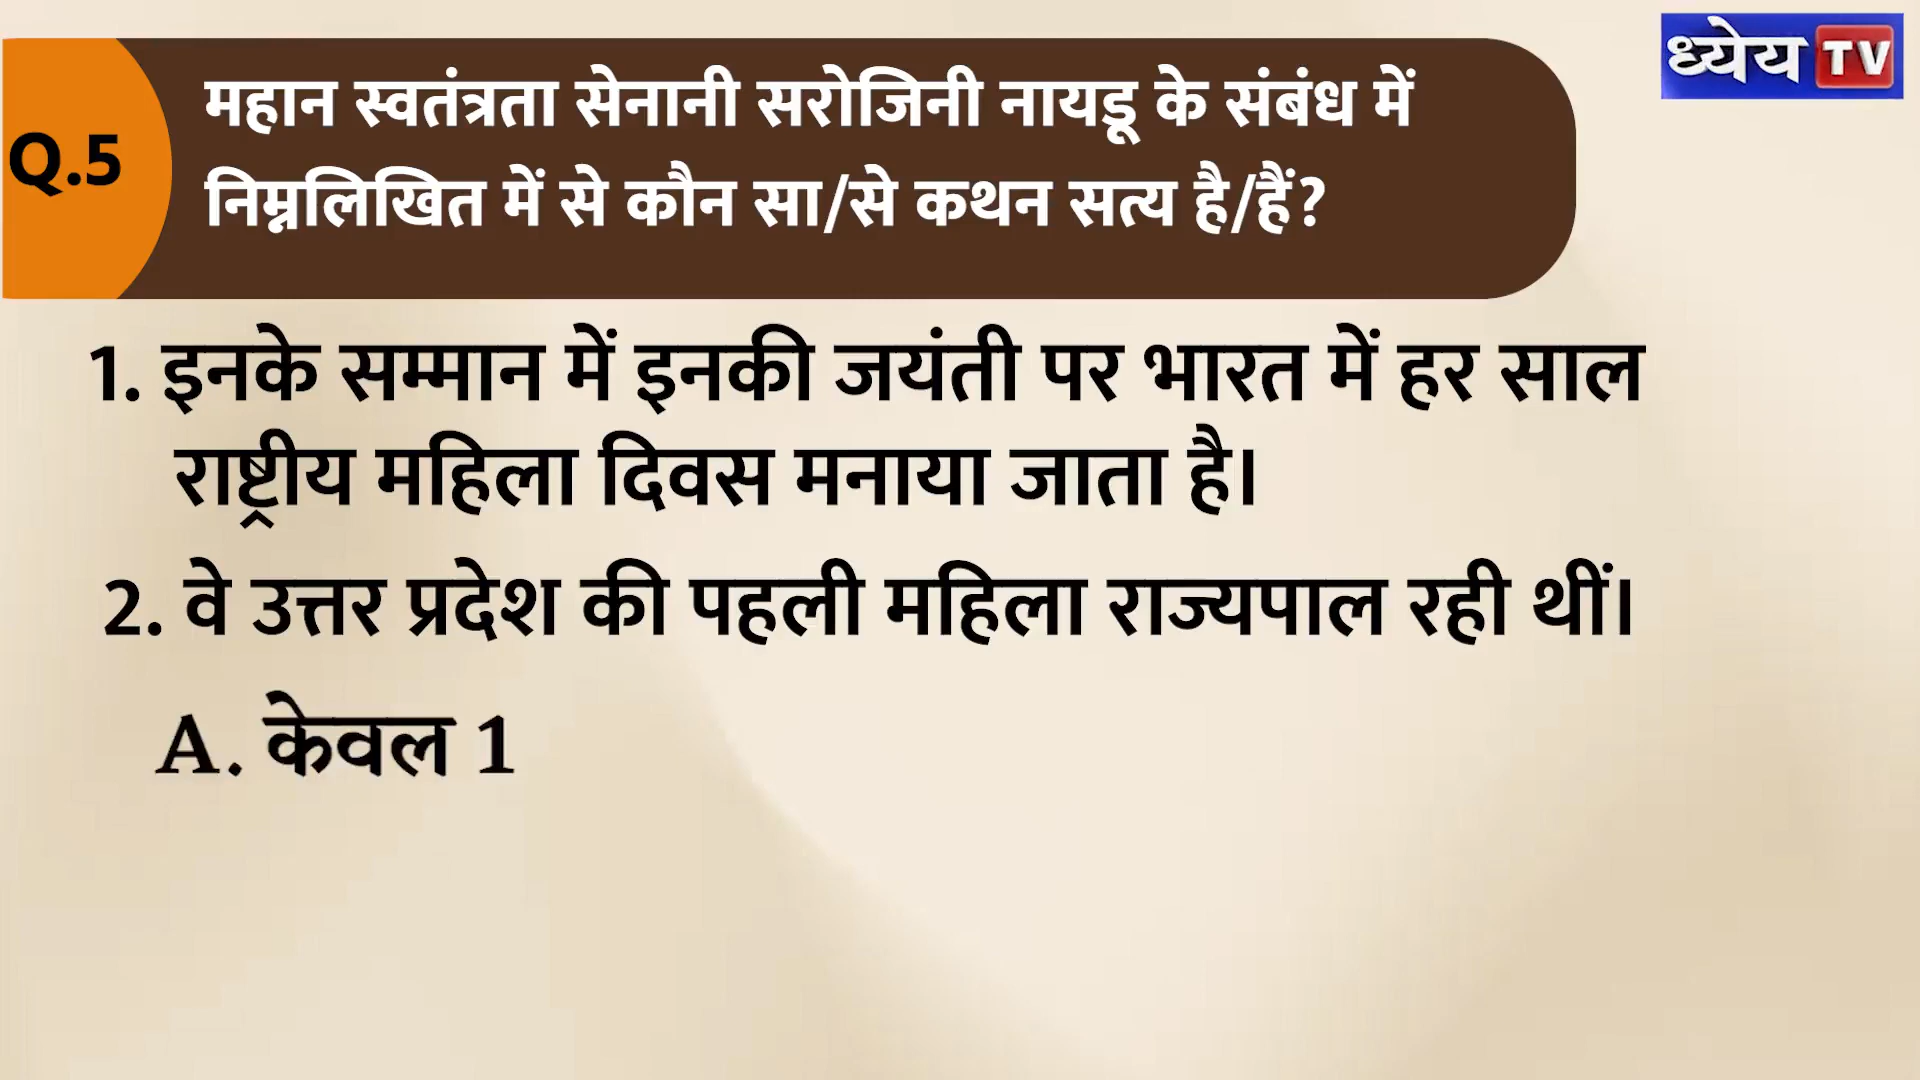 ध्येय TV
Q.5
महान स्वतंत्रता सेनानी सरोजिनी नायडू के संबंध में
निम्नलिखित में से कौन सा/से कथन सत्य है/हैं?
1. इनके सम्मान में इनकी जयंती पर भारत में हर साल
राष्ट्रीय महिला दिवस मनाया जाता है।
2. वे उत्तर प्रदेश की पहली महिला राज्यपाल रही थीं।
A. केवल 1